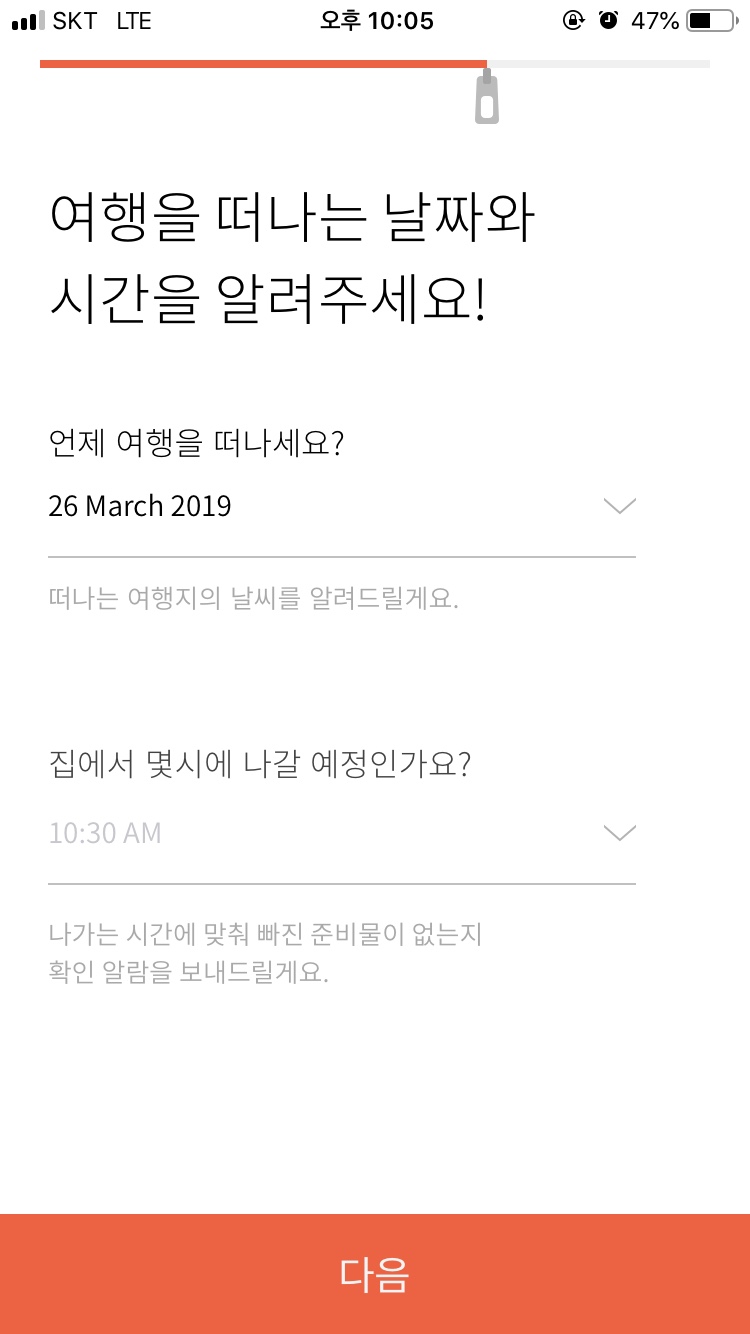 SKT LTE 오후 10:05 47%
여행을 떠나는 날짜와
시간을 알려주세요!
언제 여행을 떠나세요?
26 March 2019
떠나는 여행지의 날씨를 알려드릴게요.
집에서 몇시에 나갈 예정인가요?
10:30 AM
나가는 시간에 맞춰 빠진 준비물이 없는지
확인 알람을 보내드릴게요.
다음